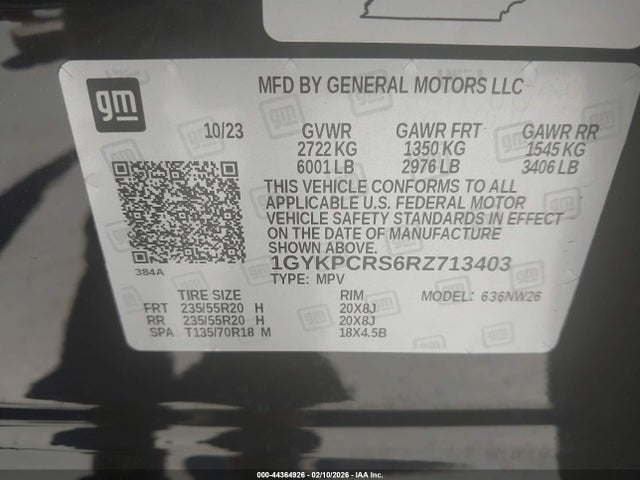 gm
MFD BY GENERAL MOTORS LLC
10/23 GVWR GAWR FRT GAWR RR
2722 KG 1350 KG 1545 KG
6001 LB 2976 LB 3406 LB
THIS VEHICLE CONFORMS TO ALL
APPLICABLE U.S. FEDERAL MOTOR
VEHICLE SAFETY STANDARDS IN EFFECT
ON THE DATE OF MANUFACTURE
SHOWN ABOVE.
1GYKPCRS6RZ713403
384A
TYPE: MPV
TIRE SIZE RIM MODEL: 636NW26
FRT 235/55R20 H 20X8J
RR 235/55R20 H 20X8J
SPA T135/70R18 M 18X4.5B
000-44364926 - 02/10/2026 - IAA Inc.